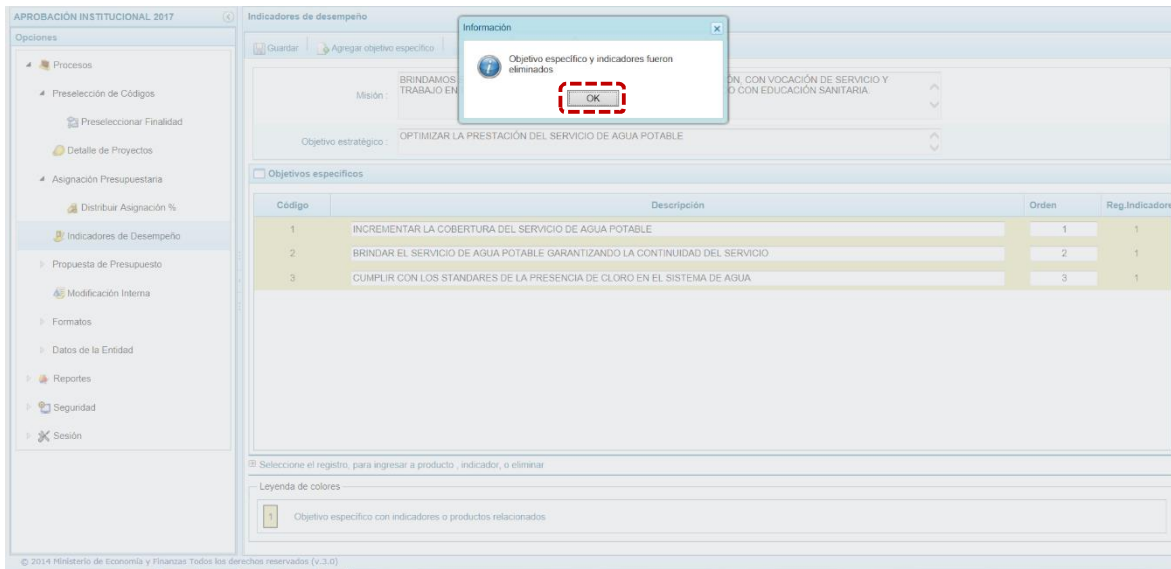 APROBACIÓN INSTITUCIONAL 2017
Opciones
Procesos
Preselección de Códigos
Preseleccionar Finalidad
Detalle de Proyectos
Asignación Presupuestaria
Distribuir Asignación %
Indicadores de Desempeño
Propuesta de Presupuesto
Modificación Interna
Formatos
Datos de la Entidad
Reportes
Seguridad
Sesión
Indicadores de desempeño
Guardar Agregar objetivo específico
Información
Objetivo específico y indicadores fueron
eliminados
OK
Misión :
BRINDAMOS ÓN, CON VOCACIÓN DE SERVICIO Y
TRABAJO EN O CON EDUCACIÓN SANITARIA.
Objetivo estratégico :
OPTIMIZAR LA PRESTACIÓN DEL SERVICIO DE AGUA POTABLE
Objetivos específicos
Código Descripción Orden Reg.Indicadore
1 INCREMENTAR LA COBERTURA DEL SERVICIO DE AGUA POTABLE 1 1
2 BRINDAR EL SERVICIO DE AGUA POTABLE GARANTIZANDO LA CONTINUIDAD DEL SERVICIO 2 1
3 CUMPLIR CON LOS STANDARES DE LA PRESENCIA DE CLORO EN EL SISTEMA DE AGUA 3 1
Seleccione el registro, para ingresar a producto , indicador, o eliminar
Leyenda de colores
1 Objetivo específico con indicadores o productos relacionados
© 2014 Ministerio de Economía y Finanzas Todos los derechos reservados (v.3.0)